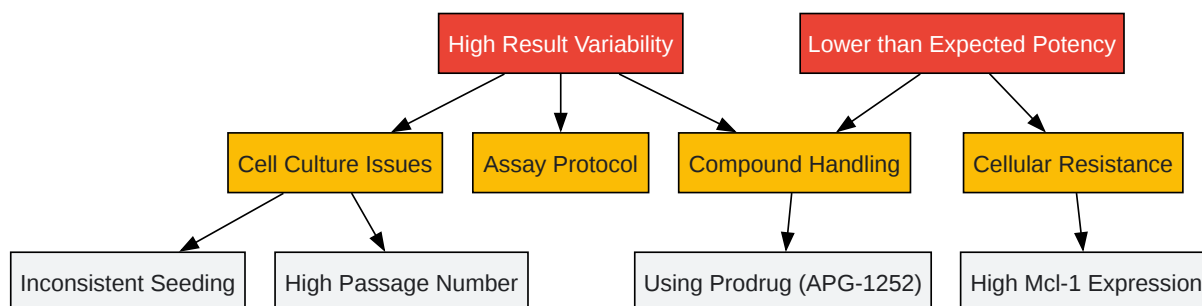 High Result Variability
Lower than Expected Potency
Cell Culture Issues
Assay Protocol
Compound Handling
Cellular Resistance
Inconsistent Seeding
High Passage Number
Using Prodrug (APG-1252)
High Mcl-1 Expression